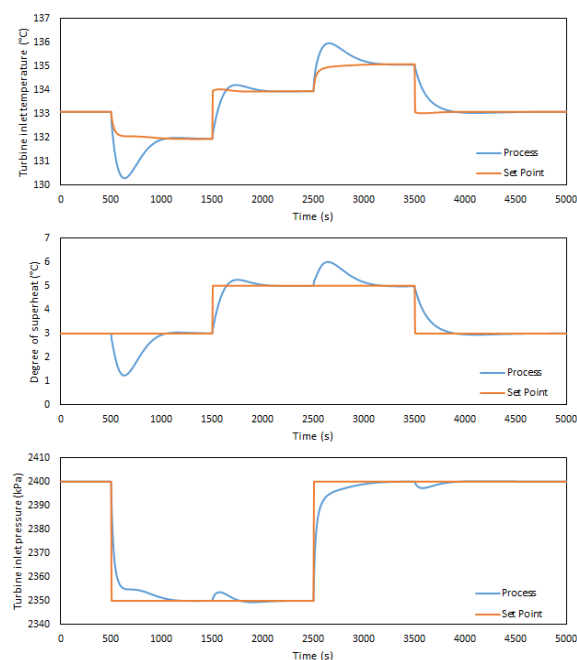 137
136
135
134
133
132
131
130
Turbine inlet temperature (°C)
Process
Set Point
0 500 1000 1500 2000 2500 3000 3500 4000 4500 5000
Time (s)
7
6
5
4
3
2
1
0
Degree of superheat (°C)
Process
Set Point
0 500 1000 1500 2000 2500 3000 3500 4000 4500 5000
Time (s)
2410
2400
2390
2380
2370
2360
2350
2340
Turbine inlet pressure (kPa)
Process
Set Point
0 500 1000 1500 2000 2500 3000 3500 4000 4500 5000
Time (s)